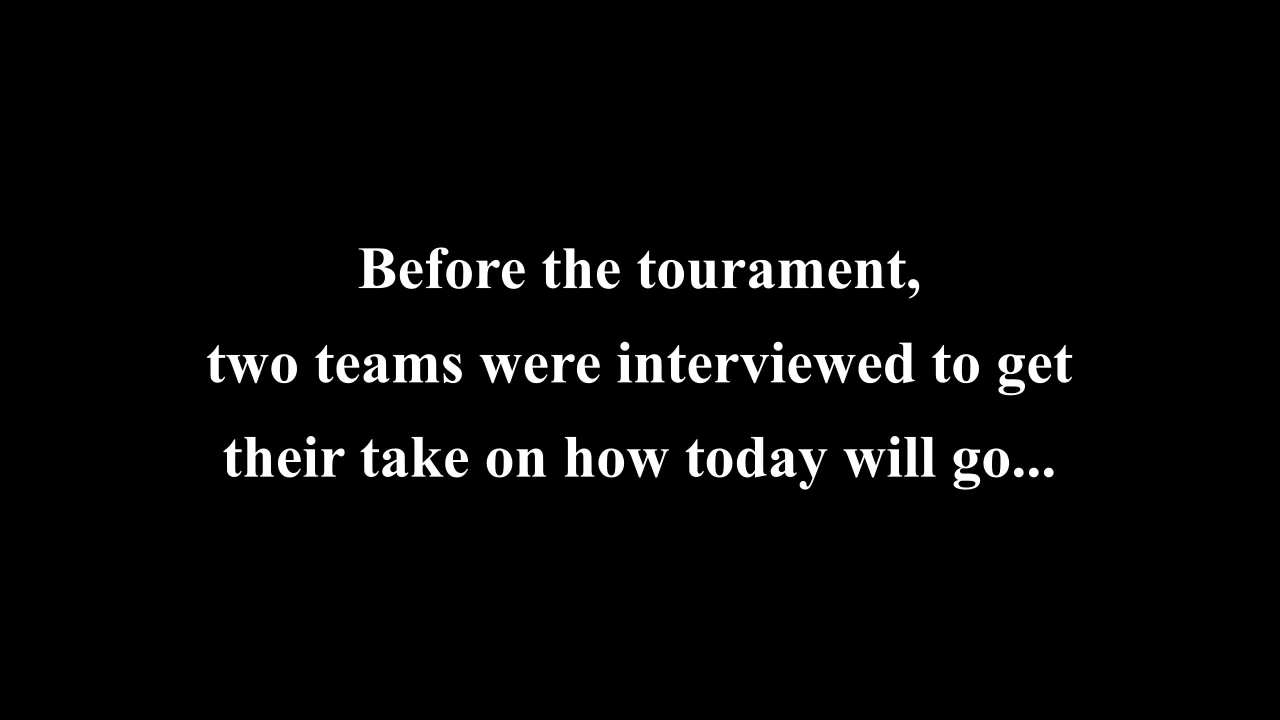 Before the tourament,
two teams were interviewed to get
their take on how today will go...